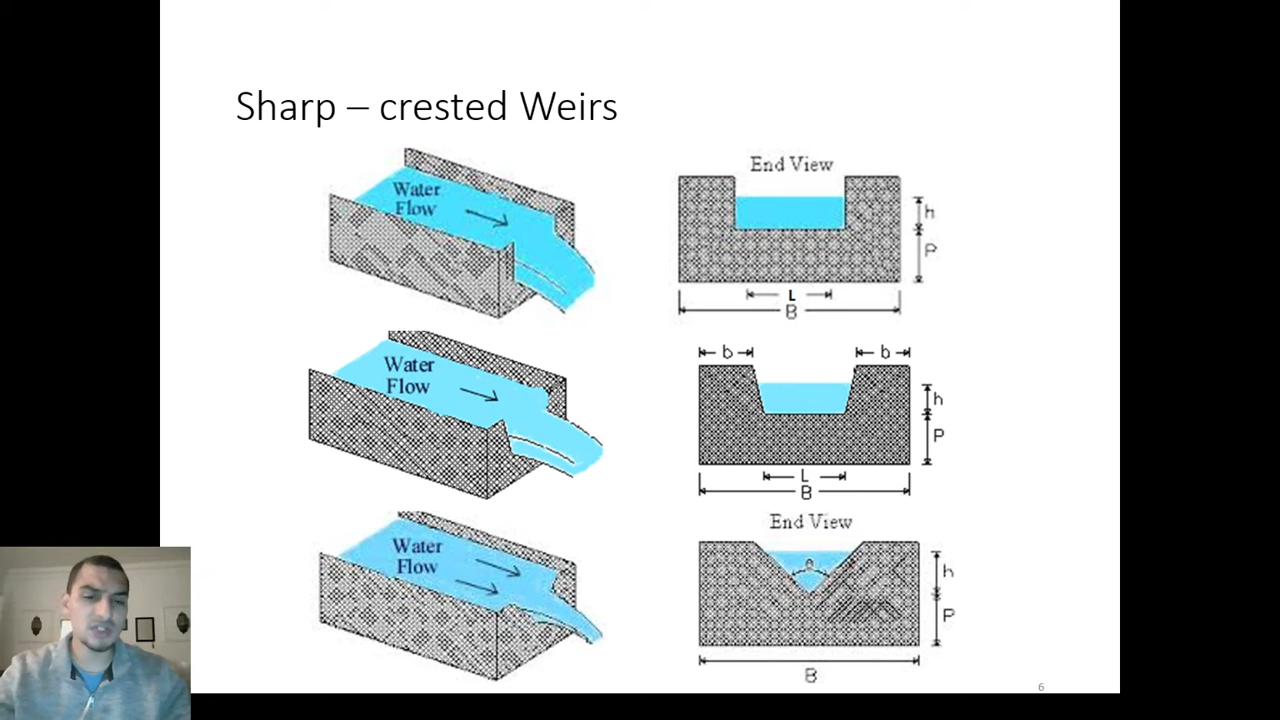 Sharp – crested Weirs
Water
Flow
End View
h
P
L
B
Water
Flow
b
b
h
P
L
B
Water
Flow
End View
θ
h
P
B
6